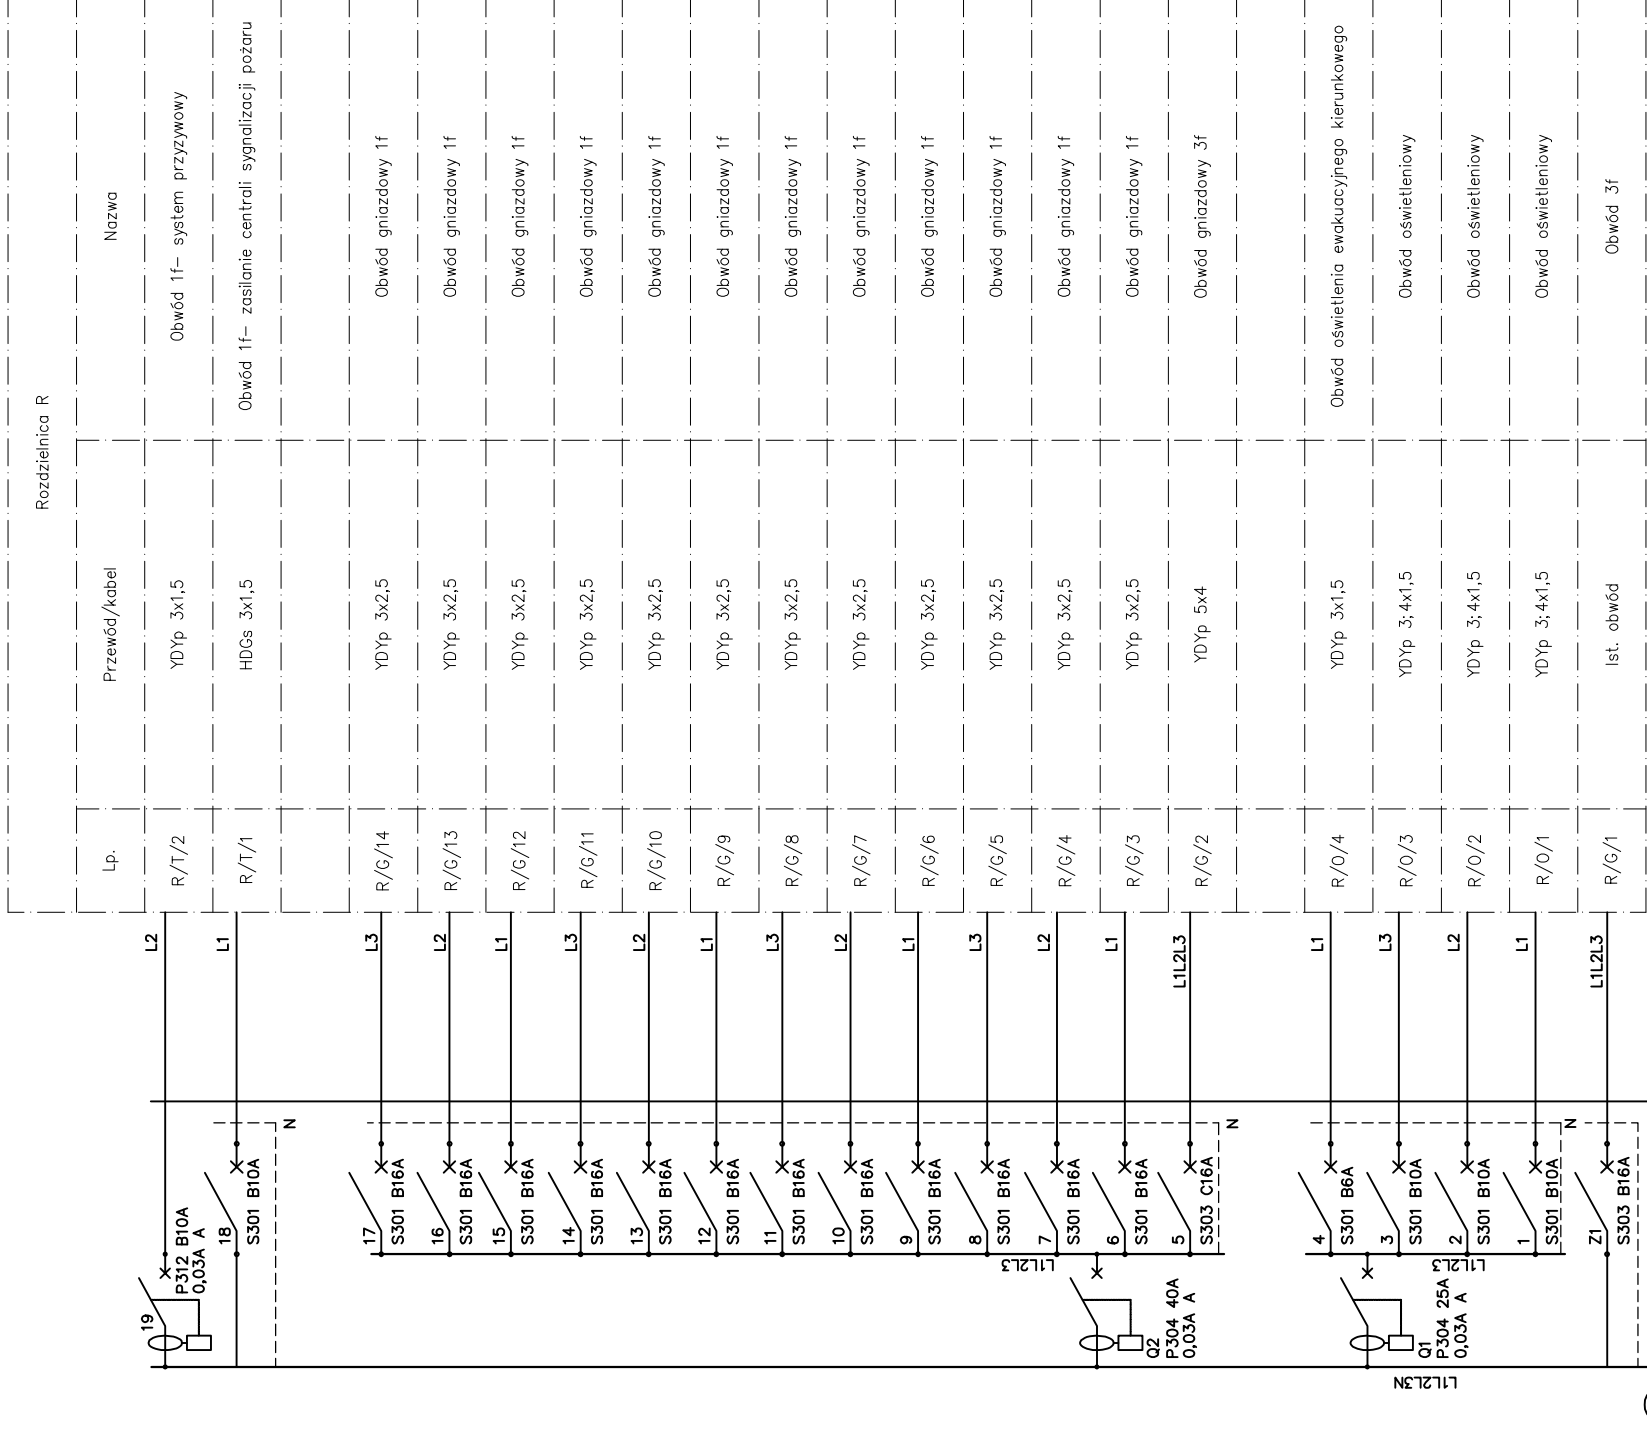 Rozdzielnica R
Lp.
Przewód/kabel
Nazwa
R/T/2
YDYp 3x1,5
Obwód 1f– system przyzywowy
R/T/1
HDGs 3x1,5
Obwód 1f– zasilanie centrali sygnalizacji pożaru
R/G/14
YDYp 3x2,5
Obwód gniazdowy 1f
R/G/13
YDYp 3x2,5
Obwód gniazdowy 1f
R/G/12
YDYp 3x2,5
Obwód gniazdowy 1f
R/G/11
YDYp 3x2,5
Obwód gniazdowy 1f
R/G/10
YDYp 3x2,5
Obwód gniazdowy 1f
R/G/9
YDYp 3x2,5
Obwód gniazdowy 1f
R/G/8
YDYp 3x2,5
Obwód gniazdowy 1f
R/G/7
YDYp 3x2,5
Obwód gniazdowy 1f
R/G/6
YDYp 3x2,5
Obwód gniazdowy 1f
R/G/5
YDYp 3x2,5
Obwód gniazdowy 1f
R/G/4
YDYp 3x2,5
Obwód gniazdowy 1f
R/G/3
YDYp 3x2,5
Obwód gniazdowy 1f
R/G/2
YDYp 5x4
Obwód gniazdowy 3f
R/O/4
YDYp 3x1,5
Obwód oświetlenia ewakuacyjnego kierunkowego
R/O/3
YDYp 3;4x1,5
Obwód oświetleniowy
R/O/2
YDYp 3;4x1,5
Obwód oświetleniowy
R/O/1
YDYp 3;4x1,5
Obwód oświetleniowy
R/G/1
Ist. obwód
Obwód 3f
L2
L1
L3
L2
L1
L3
L2
L1
L3
L2
L1
L3
L2
L1
L1L2L3
L1
L3
L2
L1
L1L2L3
19
P312 B10A
0,03A A
18
S301 B10A
N
17
S301 B16A
16
S301 B16A
15
S301 B16A
14
S301 B16A
13
S301 B16A
12
S301 B16A
11
S301 B16A
10
S301 B16A
9
S301 B16A
8
S301 B16A
7
S301 B16A
6
S301 B16A
5
S303 C16A
N
L1L2L3
Q2
P304 40A
0,03A A
4
S301 B6A
3
S301 B10A
2
S301 B10A
1
S301 B10A
N
L1L2L3
Q1
P304 25A
0,03A A
Z1
S303 B16A
L1L2L3N